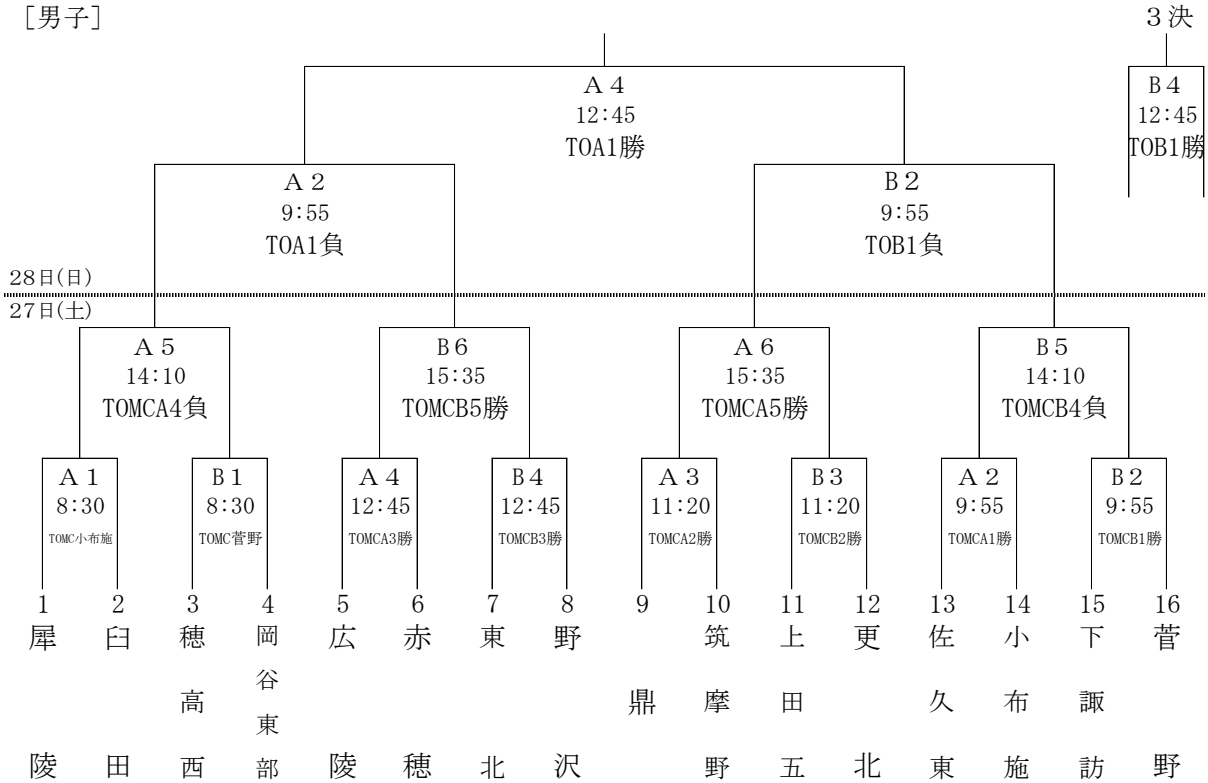 [男子]
3決
A4
12:45
TOA1勝
B4
12:45
TOB1勝
A2
9:55
TOA1負
B2
9:55
TOB1負
28日(日)
27日(土)
A5
14:10
TOMCA4負
B6
15:35
TOMCB5勝
A6
15:35
TOMCA5勝
B5
14:10
TOMCB4負
A1
8:30
TOMC小布施
B1
8:30
TOMC菅野
A4
12:45
TOMCA3勝
B4
12:45
TOMCB3勝
A3
11:20
TOMCA2勝
B3
11:20
TOMCB2勝
A2
9:55
TOMCA1勝
B2
9:55
TOMCB1勝
1
犀陵
2
臼田
3
穂高西
4
岡谷東部
5
広陵
6
赤穂
7
東北
8
野沢
9
鼎
10
筑摩野
11
上田五
12
更北
13
佐久東
14
小布施
15
下諏訪
16
菅野